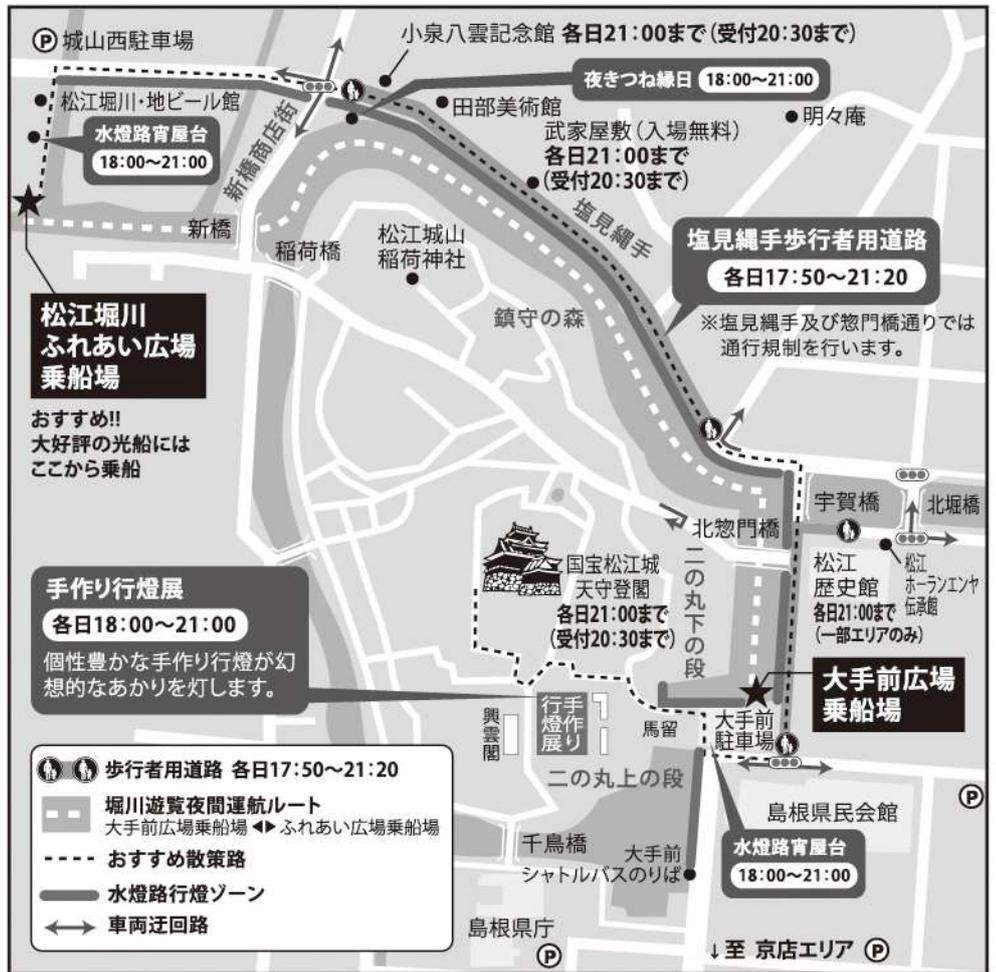 Ⓟ 城山西駐車場
小泉八雲記念館 各日21:00まで(受付20:30まで)
夜きつね縁日 18:00〜21:00
松江堀川・地ビール館
田部美術館
明々庵
水燈路宵屋台
18:00〜21:00
武家屋敷(入場無料)
各日21:00まで
(受付20:30まで)
新橋商店街
塩見縄手
新橋
稲荷橋
松江城山
稲荷神社
塩見縄手歩行者用道路
各日17:50〜21:20
※塩見縄手及び惣門橋通りでは
通行規制を行います。
鎮守の森
松江堀川
ふれあい広場
乗船場
おすすめ!!
大好評の光船には
ここから乗船
宇賀橋
北堀橋
北惣門橋
国宝松江城
天守登閣
各日21:00まで
(受付20:30まで)
二の丸下の段
松江
歴史館
各日21:00まで
(一部エリアのみ)
松江
ホーランエンヤ
伝承館
手作り行燈展
各日18:00〜21:00
個性豊かな手作り行燈が幻
想的なあかりを灯します。
大手前広場
乗船場
興雲閣
手作り
行燈展
馬留
大手前
駐車場
二の丸上の段
島根県民会館
Ⓟ
歩行者用道路 各日17:50〜21:20
堀川遊覧夜間運航ルート
大手前広場乗船場◀▶ふれあい広場乗船場
おすすめ散策路
水燈路行燈ゾーン
車両迂回路
千鳥橋
大手前
シャトルバスのりば
水燈路宵屋台
18:00〜21:00
島根県庁
Ⓟ
↓至 京店エリア Ⓟ